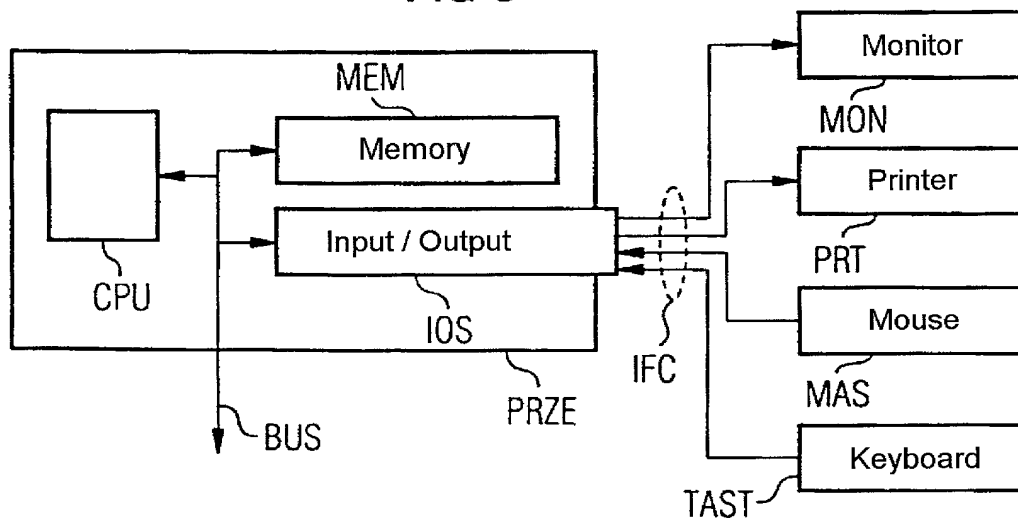 Monitor
MEM
MON
Memory
Printer
Input / Output
PRT
CPU
IOS
Mouse
IFC
PRZE
MAS
BUS
Keyboard
TAST